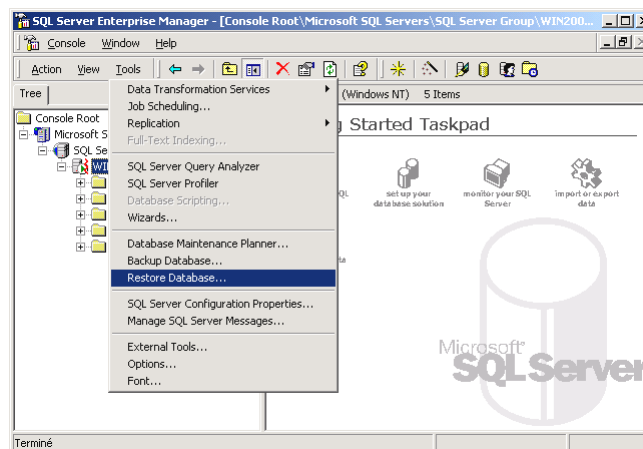 SQL Server Enterprise Manager - [Console Root\Microsoft SQL Servers\SQL Server Group\WIN200...
Console Window Help
Action View Tools
Tree
(Windows NT) 5 Items
Data Transformation Services
Job Scheduling...
Replication
Full-Text Indexing...
SQL Server Query Analyzer
SQL Server Profiler
Database Scripting...
Wizards...
Database Maintenance Planner...
Backup Database...
Restore Database...
SQL Server Configuration Properties...
Manage SQL Server Messages...
External Tools...
Options...
Font...
Console Root
Microsoft S
SQL Se
WI
Started Taskpad
QL
set up your
database solution
monitor your SQL
Server
import or export
data
Microsoft®
SQL Server
Terminé